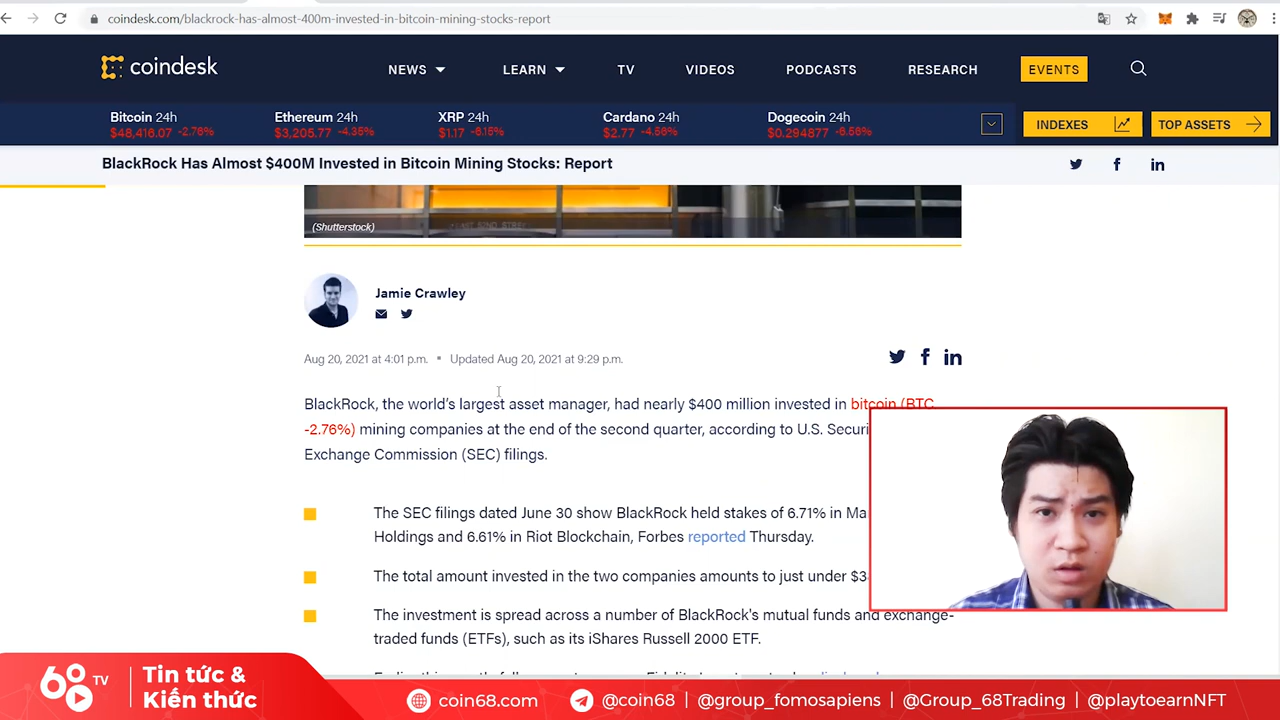 coindesk.com/blackrock-has-almost-400m-invested-in-bitcoin-mining-stocks-report
coindesk
NEWS
LEARN
TV
VIDEOS
PODCASTS
RESEARCH
EVENTS
Bitcoin 24h
$48,416.07 -2.76%
Ethereum 24h
$3,205.77 -4.35%
XRP 24h
$1.17 -6.15%
Cardano 24h
$2.77 -4.56%
Dogecoin 24h
$0.294877 -6.56%
INDEXES
TOP ASSETS
BlackRock Has Almost $400M Invested in Bitcoin Mining Stocks: Report
(Shutterstock)
Jamie Crawley
Aug 20, 2021 at 4:01 p.m. ▪ Updated Aug 20, 2021 at 9:29 p.m.
BlackRock, the world's largest asset manager, had nearly $400 million invested in bitcoin (BTC,
-2.76%) mining companies at the end of the second quarter, according to U.S. Securi
Exchange Commission (SEC) filings.
The SEC filings dated June 30 show BlackRock held stakes of 6.71% in Ma
Holdings and 6.61% in Riot Blockchain, Forbes reported Thursday.
The total amount invested in the two companies amounts to just under $3
The investment is spread across a number of BlackRock's mutual funds and exchange-
traded funds (ETFs), such as its iShares Russell 2000 ETF.
68 TV
Tin tức &
Kiến thức
coin68.com
@coin68
@group_fomosapiens
@Group_68Trading
@playtoearnNFT